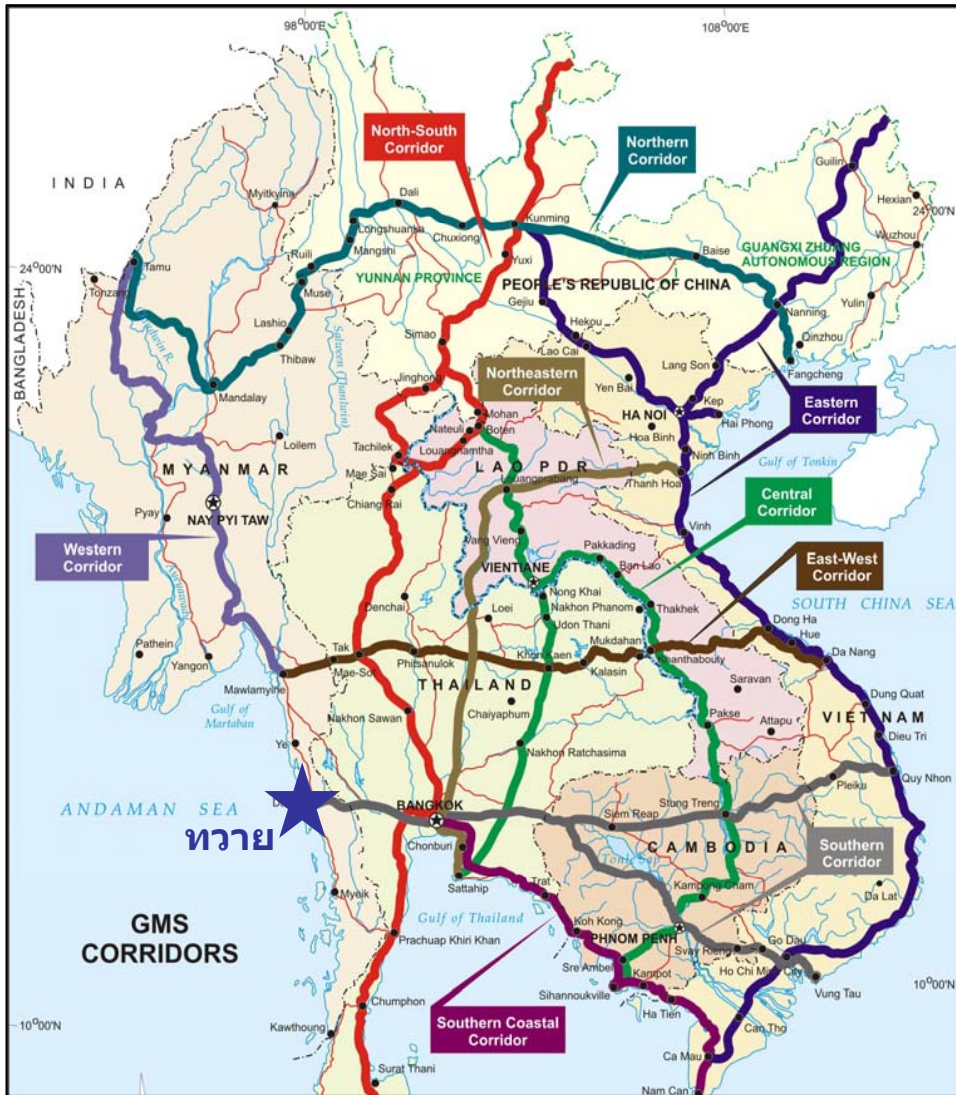 98°00'E
108°00'E
North-South
Corridor
Northern
Corridor
Guilin
Hexian
INDIA
Myitkyina
Dali
24°00'N
Wuzhou
Longshuanka
Kunming
Chuxiong
Mangshi
Baise
GUANGXI ZHUANG
AUTONOMOUS REGION
Ruili
Yuxi
24°00'N
Tamu
YUNNAN PROVINCE
PEOPLE'S REPUBLIC OF CHINA
Tonzang
Muse
Gejiu
Nanning
Yulin
BANGLADESH
Lashio
Hekou
Qinzhou
Simao
Lao Cai
Thibaw
Lang Son
Fangcheng
Northeastern
Corridor
Jinghong
Yen Bai
Mandalay
Kep
Eastern
Corridor
HA NOI
Mohan
Hai Phong
Nateuil
Boten
Hoa Binh
Loilem
Tachilek
Louangnamtha
Ninh Binh
MYANMAR
Mae Sai
LAO PDR
Gulf of Tonkin
Louangprabang
Thanh Hoa
Chiang Rai
Central
Corridor
Pyay
NAY PYI TAW
Vinh
Vang Vieng
Pakkading
Western
Corridor
VIENTIANE
Ban Lao
East-West
Corridor
Nong Khai
Denchai
Loei
Nakhon Phanom
Thakhek
SOUTH CHINA SEA
Udon Thani
Dong Ha
Pathein
Mukdahan
Hue
Tak
Yangon
Phitsanulok
Khon Kaen
Khanthabouly
Da Nang
Mae-Sot
Kalasin
Mawlamyine
THAILAND
Saravan
Gulf of
Martaban
Chaiyaphum
Dung Quat
Nakhon Sawan
Pakse
Attapu
VIET NAM
Ye
Dieu Tri
Nakhon Ratchasima
Pleiku
Quy Nhon
ANDAMAN SEA
BANGKOK
Stung Treng
Siem Reap
ทวาย
CAMBODIA
Southern
Corridor
Chonburi
Tonle Sap
Sattahip
Trat
Kampung Cham
Da Lat
Myeik
Gulf of Thailand
Koh Kong
GMS
CORRIDORS
Prachuap Khiri Khan
PHNOM PENH
Svay Rieng
Go Dau
Sre Ambel
Ho Chi Minh City
Kampot
10°00'N
Sihannoukville
Vung Tau
Chumphon
Ha Tien
10°00'N
Kawthoung
Southern Coastal
Corridor
Can Tho
Ca Mau
Surat Thani
Nam Can